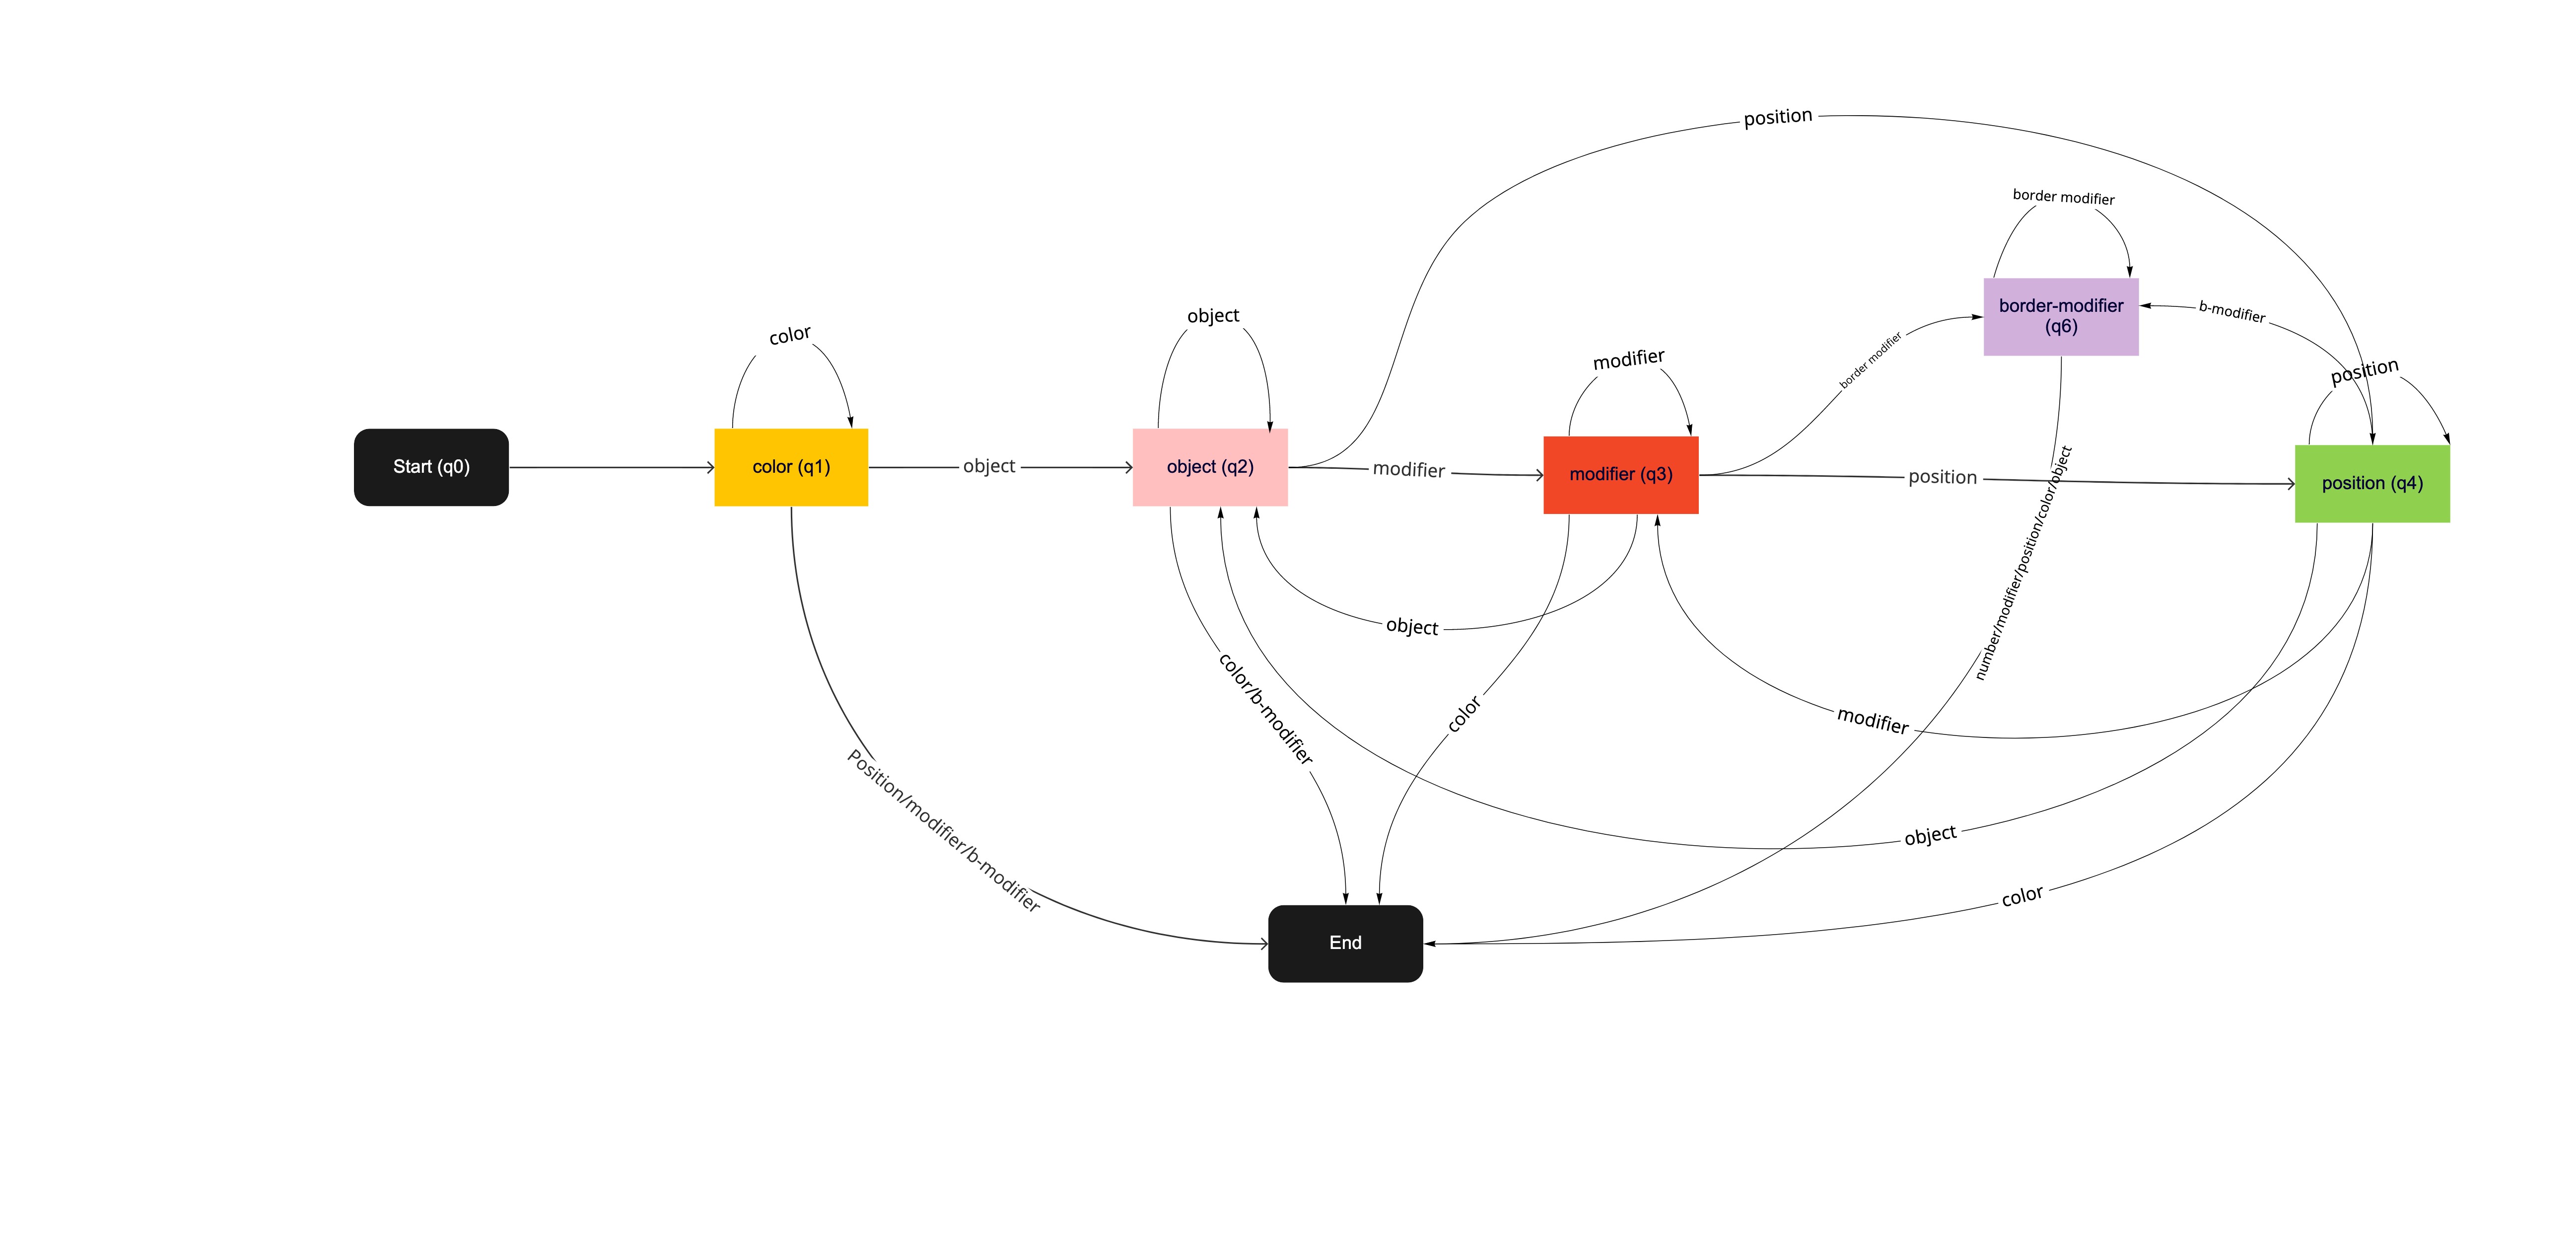 position
border modifier
border-modifier
(q6)
b-modifier
object
color
border modifier
modifier
position
Start (q0)
color (q1)
object
object (q2)
modifier
modifier (q3)
position
position (q4)
number/modifier/position/color/object
object
color/b-modifier
color
modifier
Position/modifier/b-modifier
object
color
End